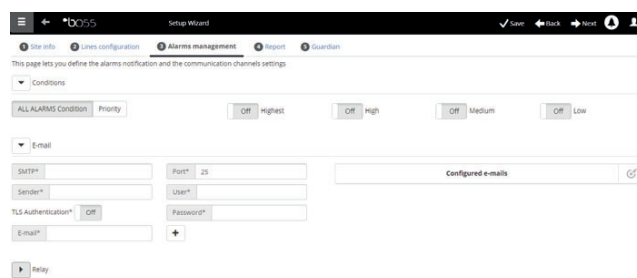 boss Setup Wizard Save Back Next
1 Site info 2 Lines configuration 3 Alarms management 4 Report 5 Guardian
This page lets you define the alarms notification and the communication channels settings
Conditions
ALL ALARMS Condition Priority Off Highest Off High Off Medium Off Low
E-mail
SMTP* Port* 25 Configured e-mails
Sender* User*
TLS Authentication* Off Password*
E-mail* +
Relay